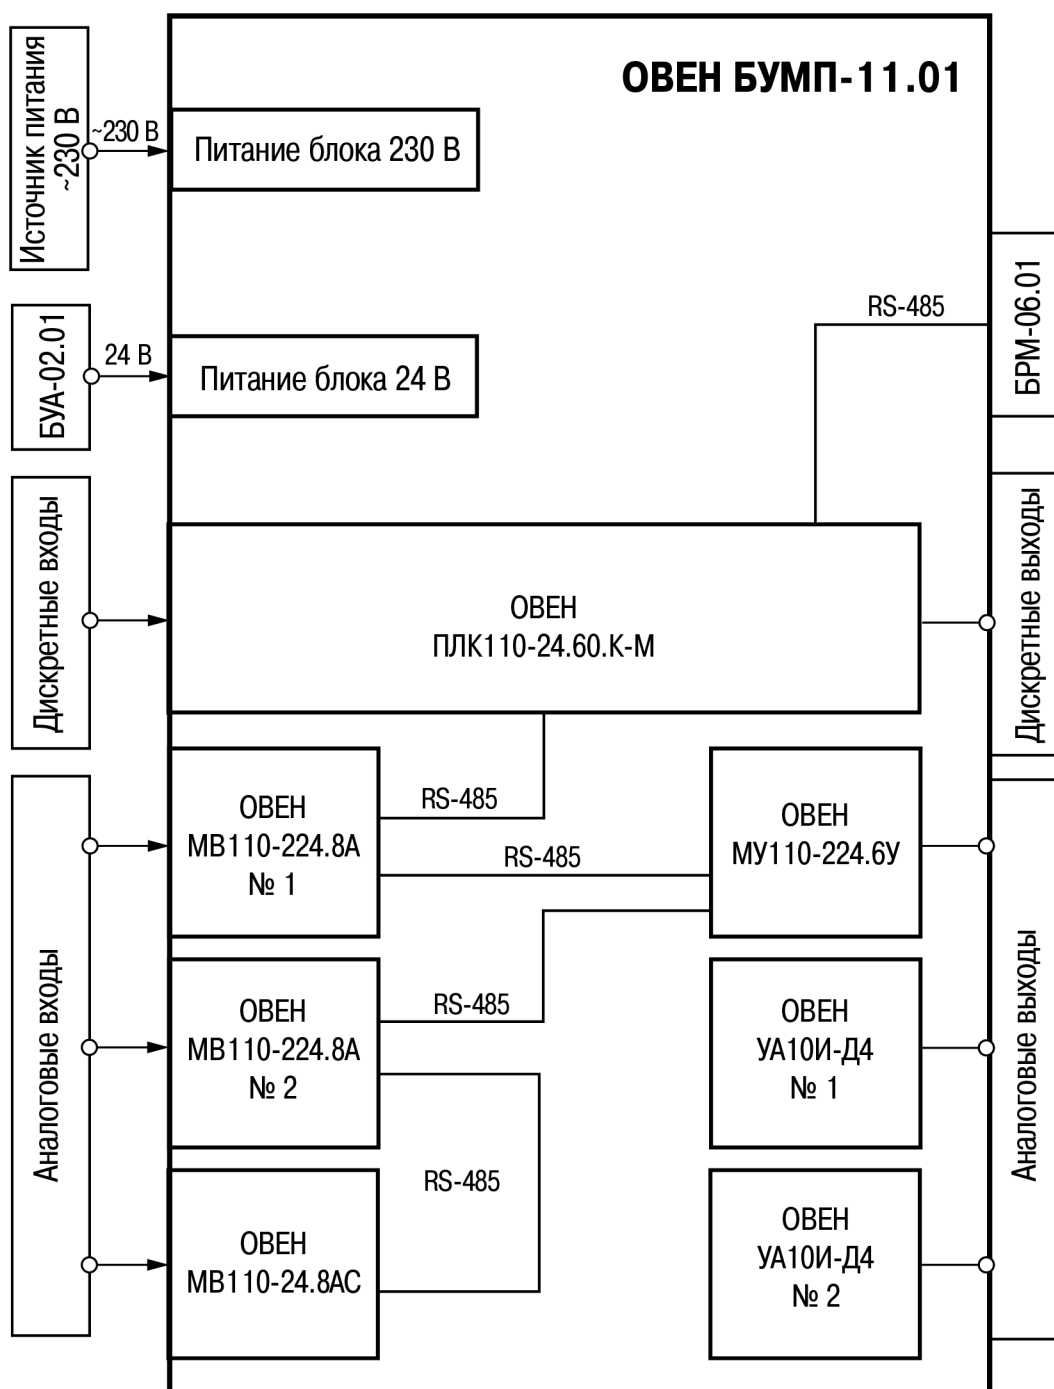 ОВЕН БУМП-11.01
Источник питания
~230 В
~230 В
Питание блока 230 В
БРМ-06.01
RS-485
БУА-02.01
24 В
Питание блока 24 В
Дискретные входы
ОВЕН
ПЛК110-24.60.К-М
Дискретные выходы
Аналоговые входы
ОВЕН
МВ110-224.8А
№ 1
RS-485
RS-485
ОВЕН
МУ110-224.6У
ОВЕН
МВ110-224.8А
№ 2
RS-485
ОВЕН
УА10И-Д4
№ 1
Аналоговые выходы
RS-485
ОВЕН
МВ110-24.8АС
ОВЕН
УА10И-Д4
№ 2